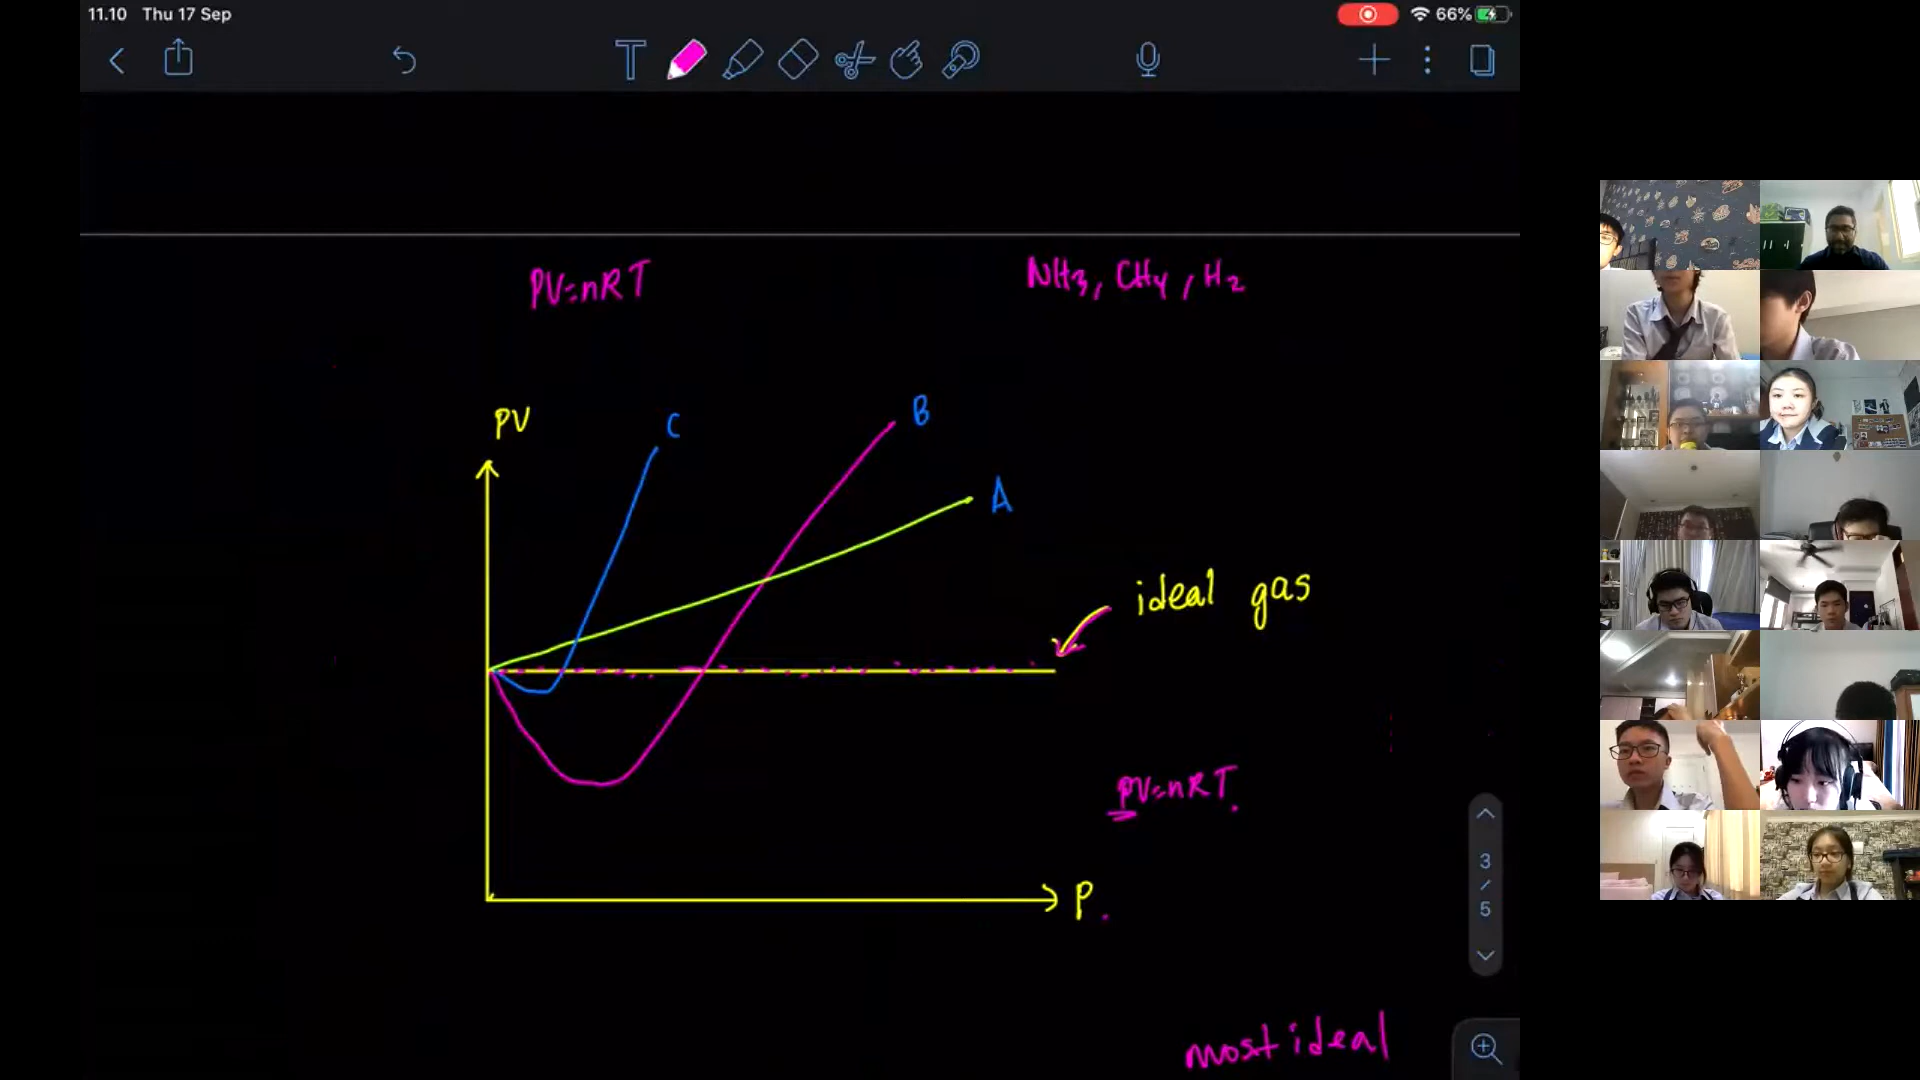 11.10 Thu 17 Sep
66%
T
PV=nRT
NH3, CH4, H2
PV
C
B
A
ideal gas
PV=nRT.
3
/
5
P.
most ideal